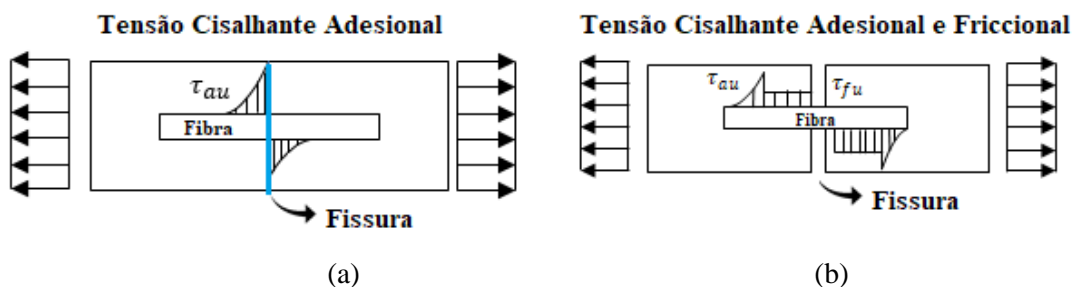 Tensão Cisalhante Adesional
τau
Fibra
Fissura
(a)
Tensão Cisalhante Adesional e Friccional
τau
τfu
Fibra
Fissura
(b)